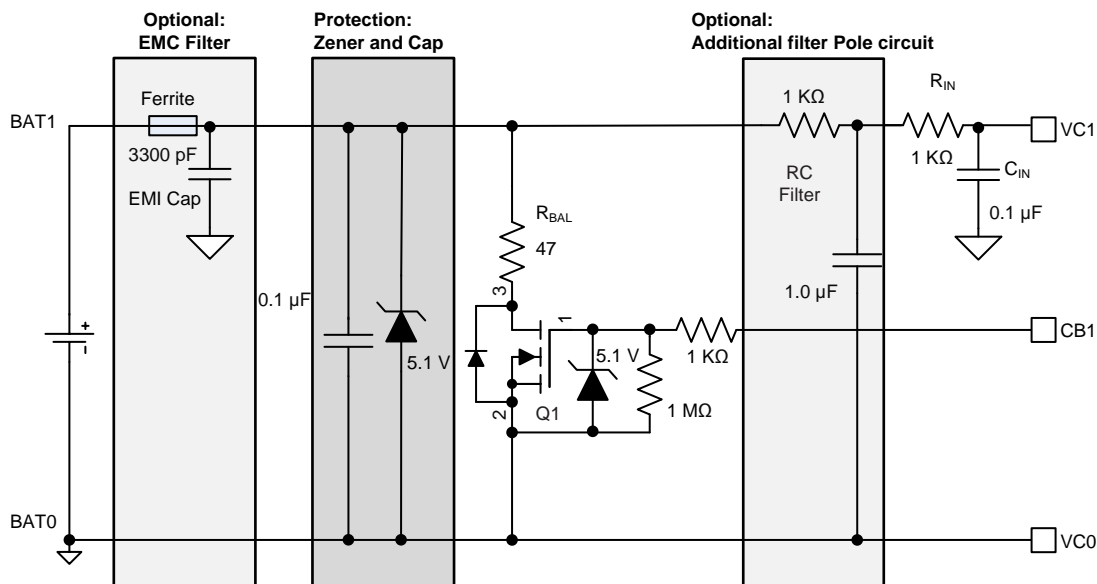 Optional:
EMC Filter
Protection:
Zener and Cap
Optional:
Additional filter Pole circuit
Ferrite
BAT1
3300 pF
EMI Cap
1 KΩ
RC
Filter
R_IN
1 KΩ
VC1
C_IN
0.1 µF
R_BAL
47
3
0.1 µF
1.0 µF
+
-
1
5.1 V
5.1 V
1 KΩ
CB1
2
Q1
1 MΩ
BAT0
VC0